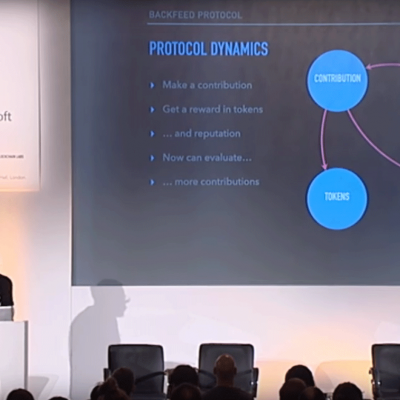 BACKFEED PROTOCOL
PROTOCOL DYNAMICS
Make a contribution
Get a reward in tokens
... and reputation
Now can evaluate...
... more contributions
CONTRIBUTION
TOKENS
oft